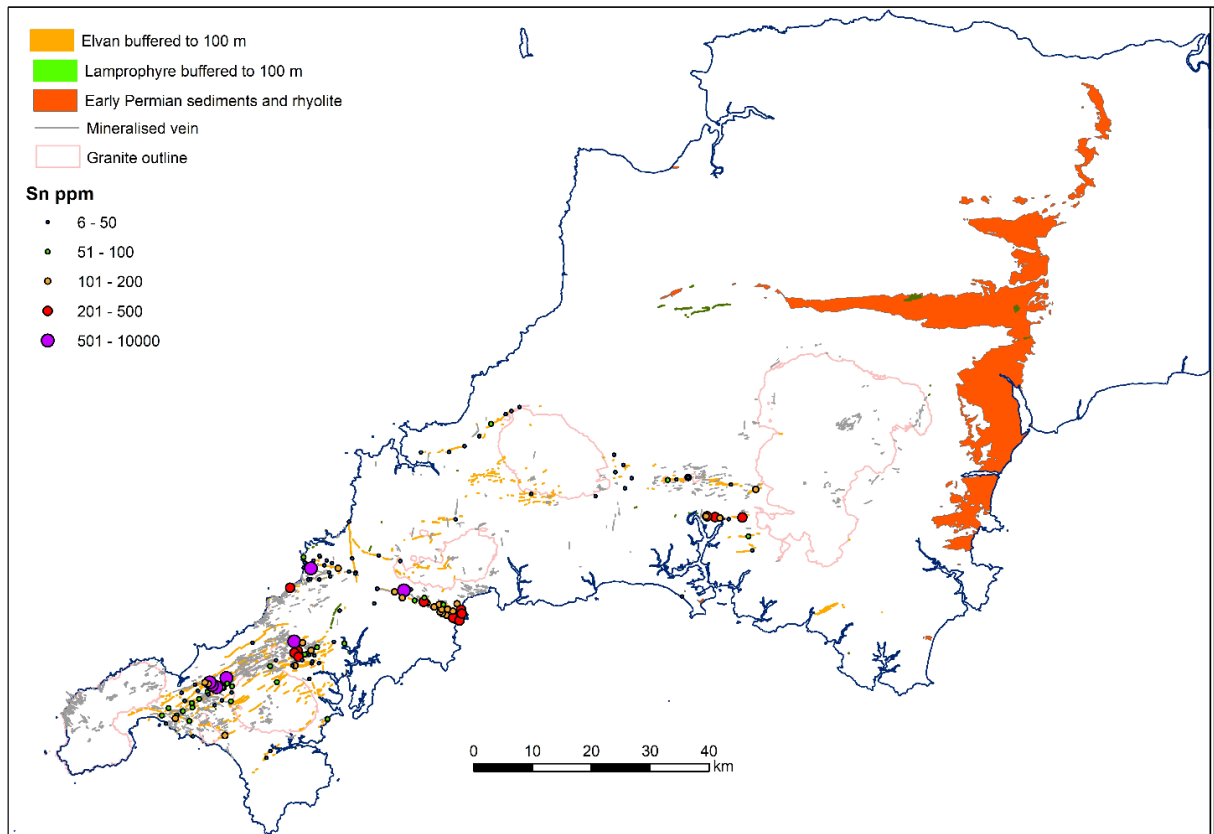 Elvan buffered to 100 m
Lamprophyre buffered to 100 m
Early Permian sediments and rhyolite
Mineralised vein
Granite outline
Sn ppm
6 - 50
51 - 100
101 - 200
201 - 500
501 - 10000
0 10 20 30 40
km